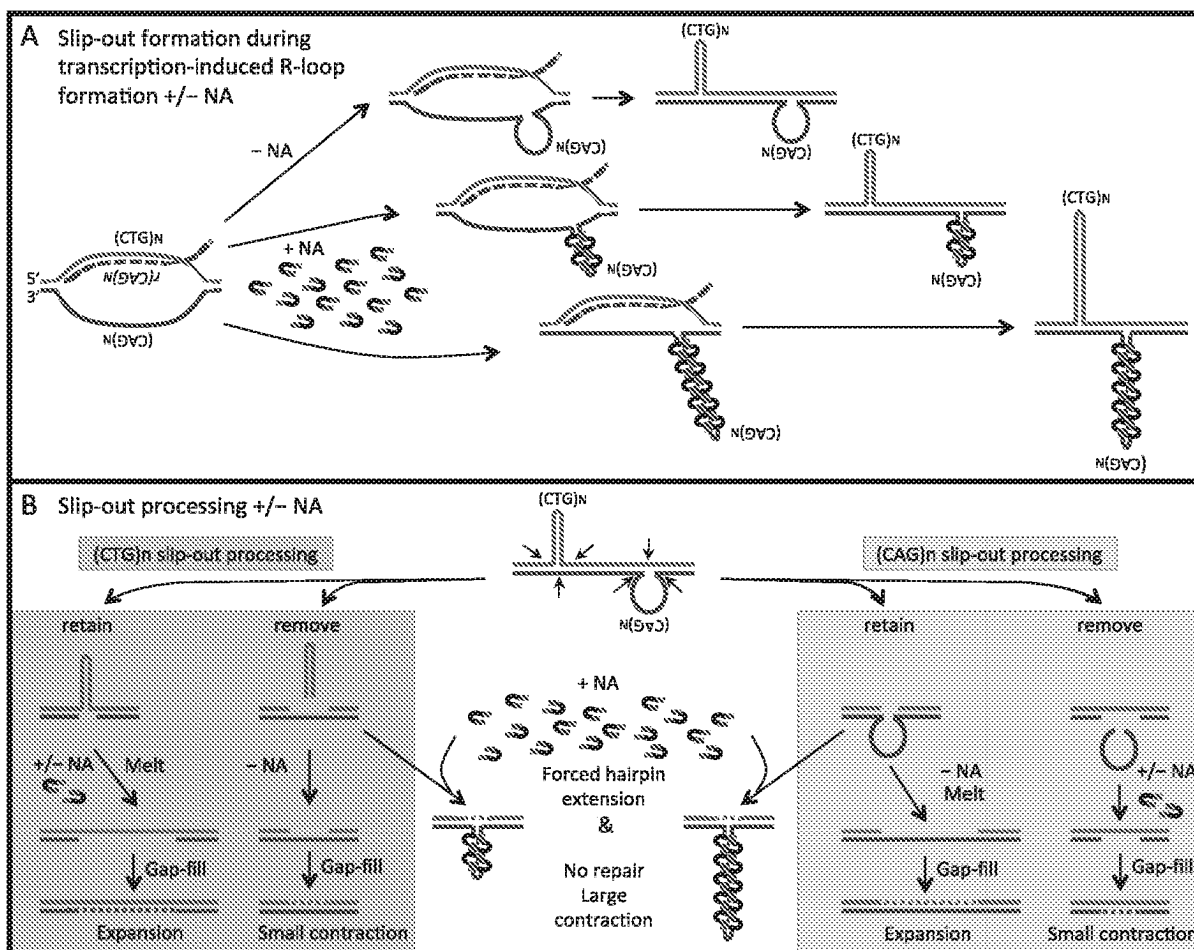 A Slip-out formation during
transcription-induced R-loop
formation +/− NA
(CTG)N
(CAG)N
− NA
(CTG)N
(CAG)N
(CTG)N
5′
3′
r(CAG)N
(CAG)N
+ NA
(CAG)N
(CAG)N
(CTG)N
(CAG)N
(CAG)N
B Slip-out processing +/− NA
(CTG)N
(CTG)n slip-out processing
(CAG)n slip-out processing
(CAG)N
retain
remove
retain
remove
+ NA
+/− NA
Melt
− NA
Forced hairpin
extension
&
No repair
Large
contraction
− NA
Melt
+/− NA
Gap-fill
Gap-fill
Gap-fill
Gap-fill
Expansion
Small contraction
Expansion
Small contraction